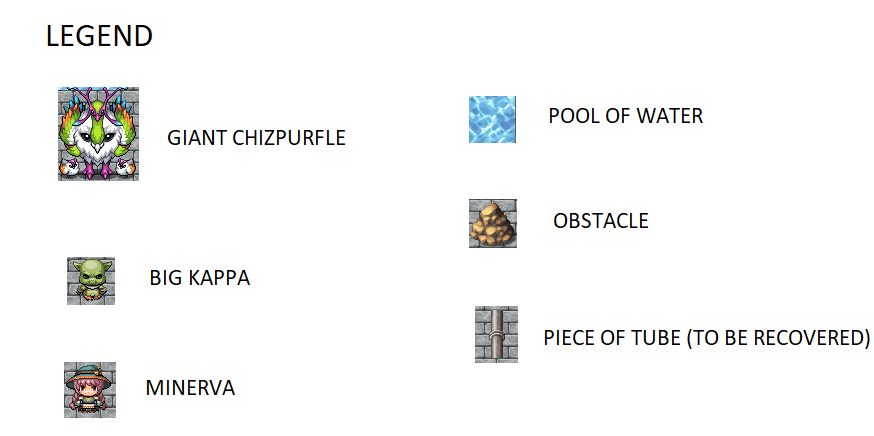 LEGEND
GIANT CHIZPURFLE
BIG KAPPA
MINERVA
POOL OF WATER
OBSTACLE
PIECE OF TUBE (TO BE RECOVERED)